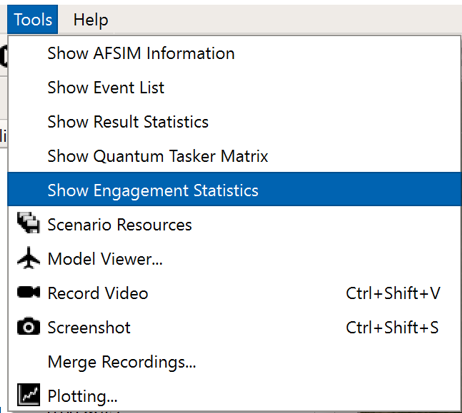 Tools Help
Show AFSIM Information
Show Event List
Show Result Statistics
Show Quantum Tasker Matrix
Show Engagement Statistics
Scenario Resources
Model Viewer...
Record Video Ctrl+Shift+V
Screenshot Ctrl+Shift+S
Merge Recordings...
Plotting...